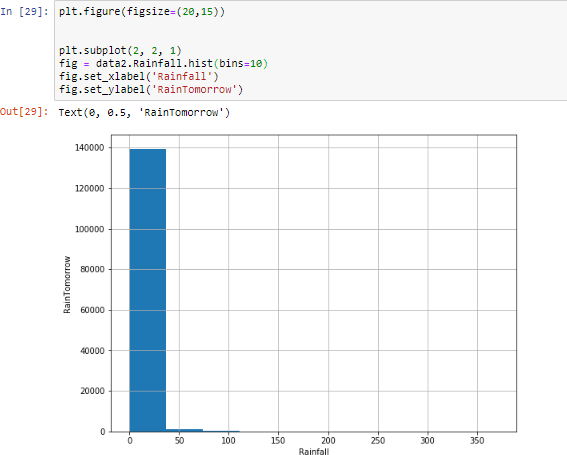 In [29]: plt.figure(figsize=(20,15))
plt.subplot(2, 2, 1)
fig = data2.Rainfall.hist(bins=10)
fig.set_xlabel('Rainfall')
fig.set_ylabel('RainTomorrow')
Out[29]: Text(0, 0.5, 'RainTomorrow')
140000
120000
100000
80000
60000
40000
20000
0
RainTomorrow
0 50 100 150 200 250 300 350
Rainfall